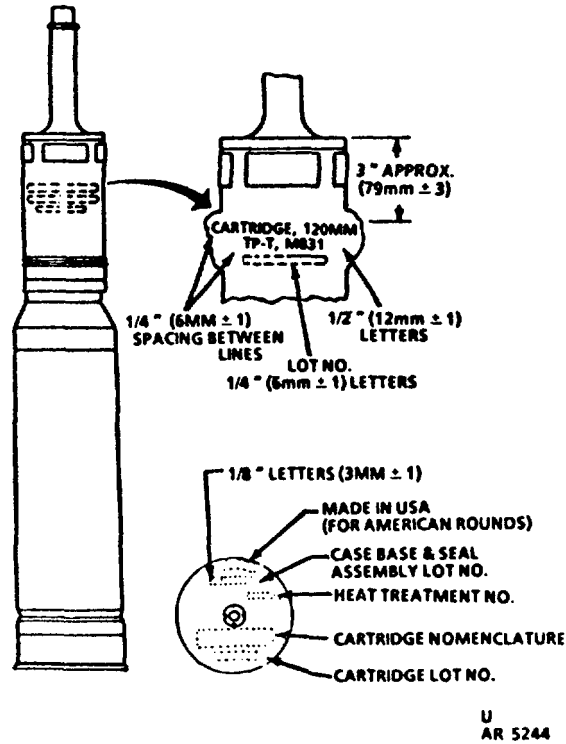 3" APPROX.
(79mm ± 3)
CARTRIDGE, 120MM
TP-T, M831
1/4" (6MM ± 1)
SPACING BETWEEN
LINES
1/2" (12mm ± 1)
LETTERS
LOT NO.
1/4" (6mm ± 1) LETTERS
1/8" LETTERS (3MM ± 1)
MADE IN USA
(FOR AMERICAN ROUNDS)
CASE BASE & SEAL
ASSEMBLY LOT NO.
HEAT TREATMENT NO.
CARTRIDGE NOMENCLATURE
CARTRIDGE LOT NO.
U
AR 5244